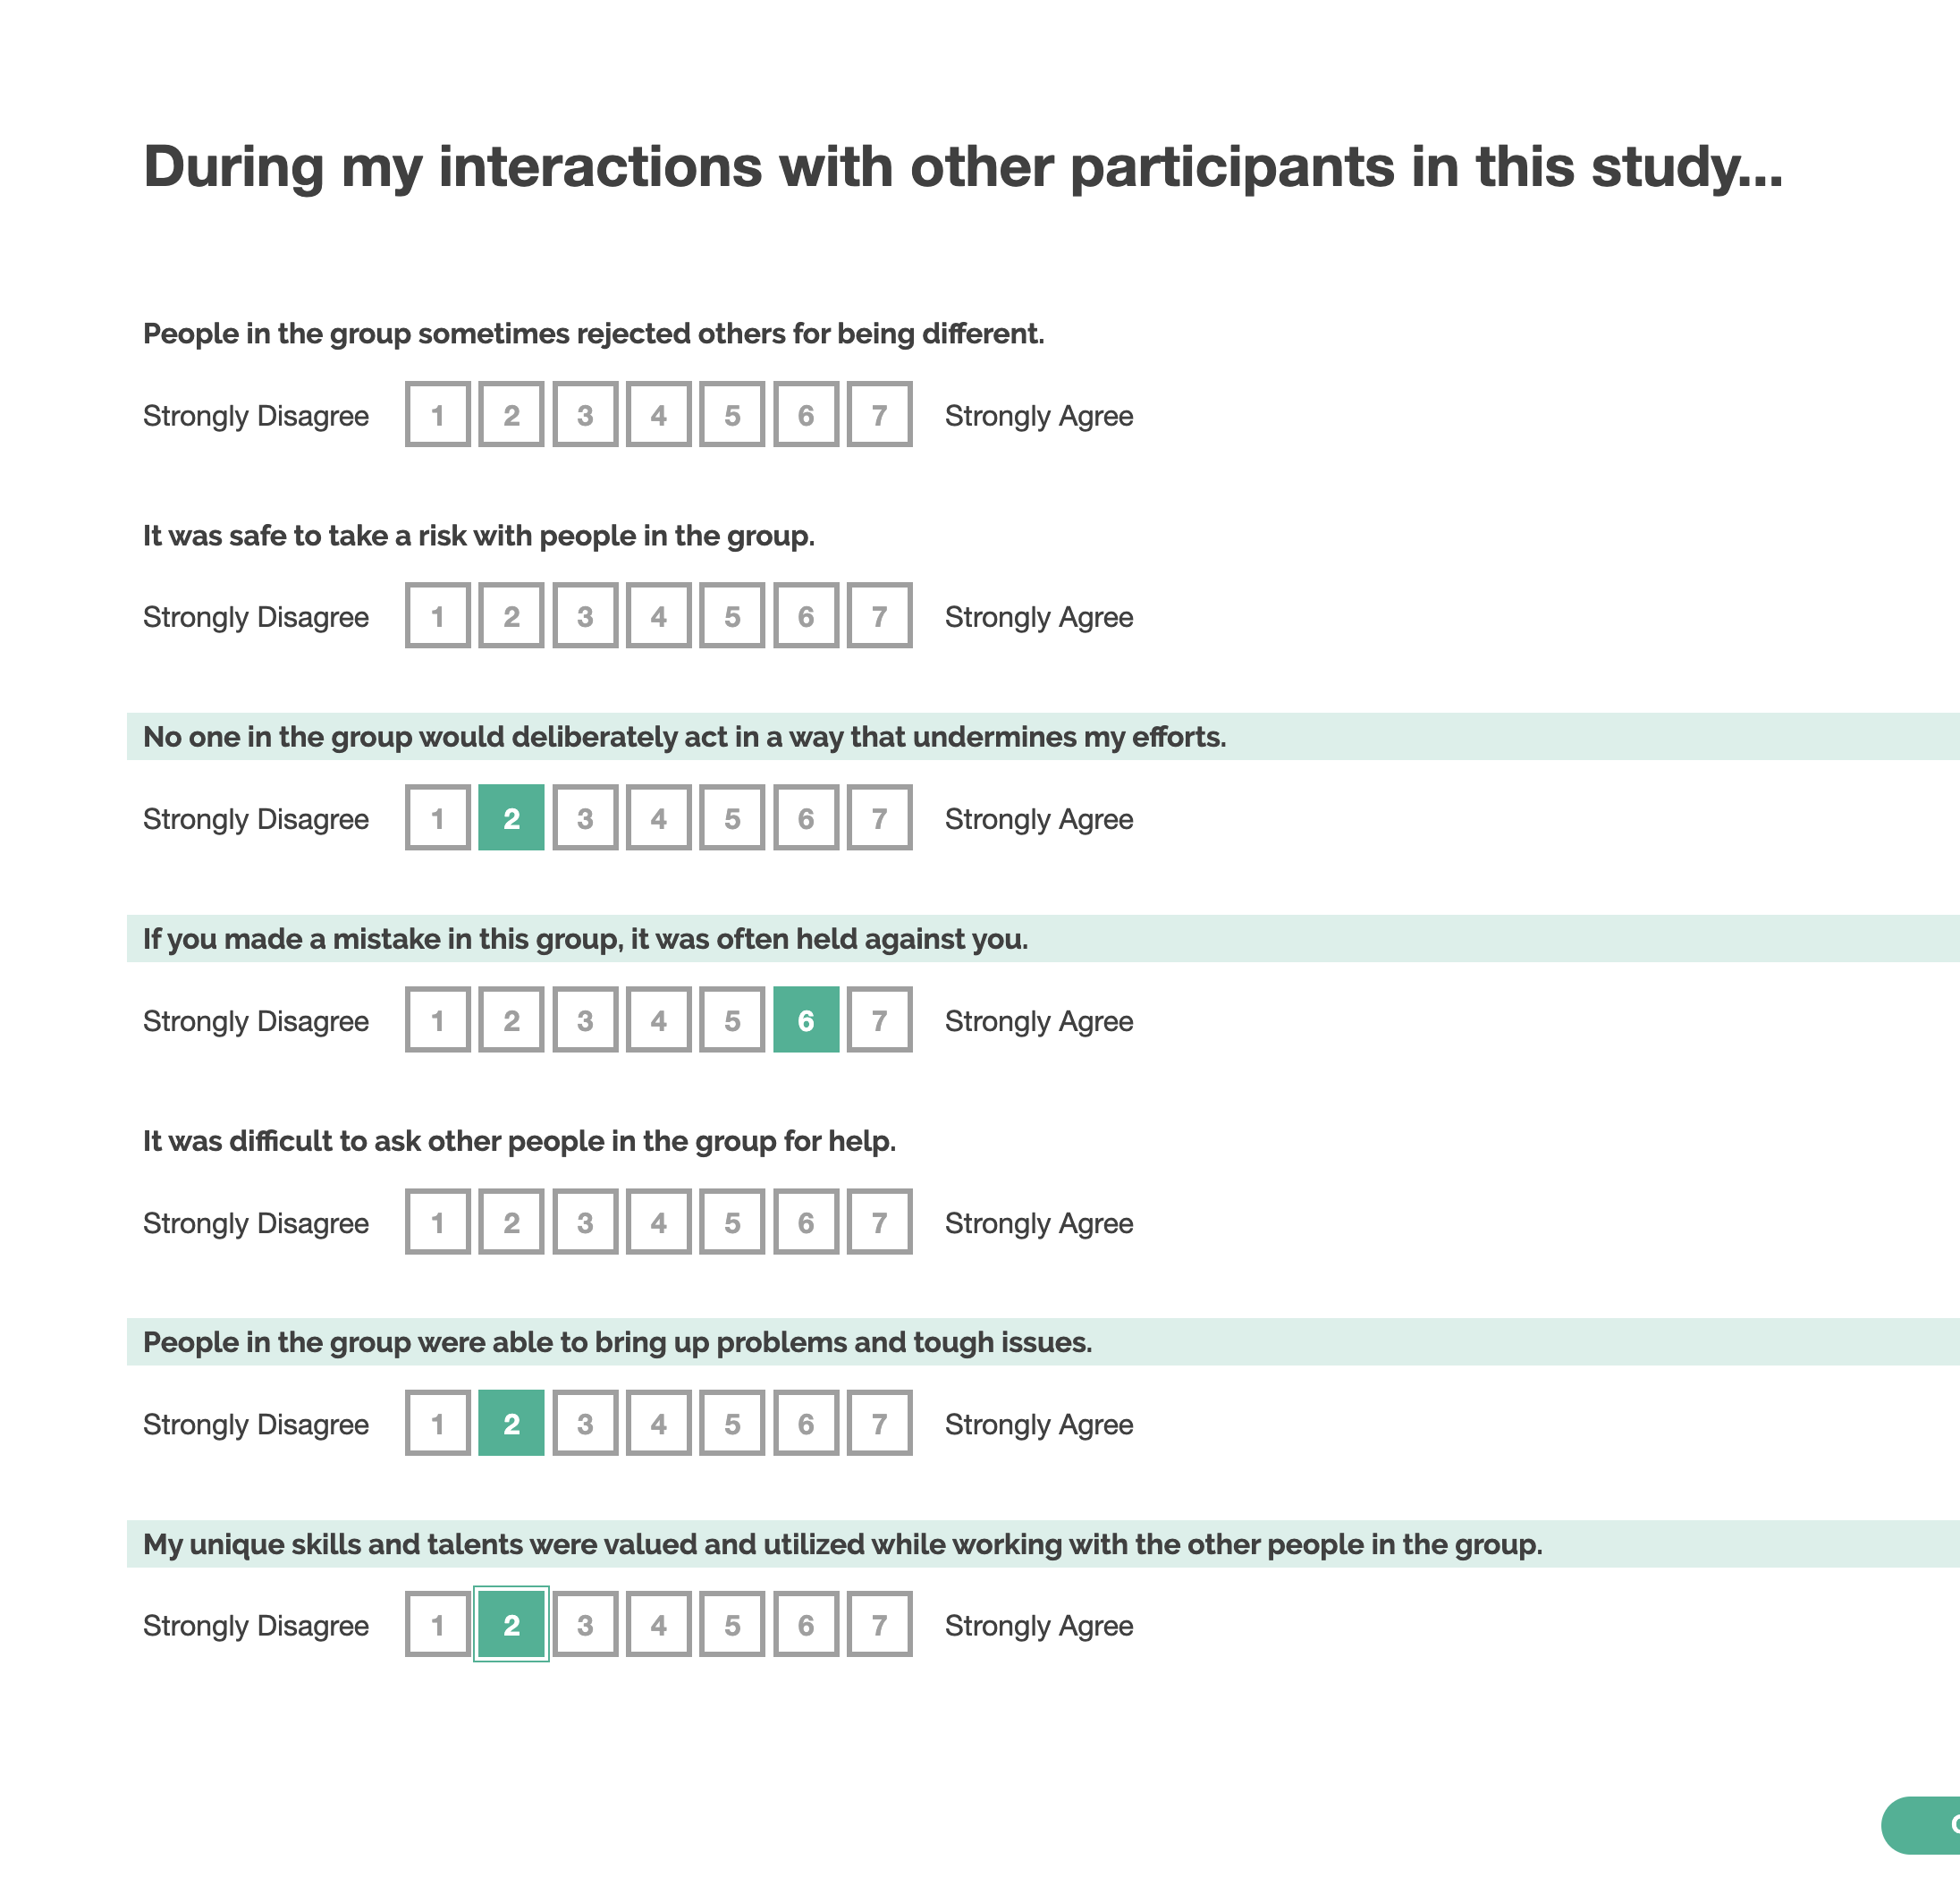 During my interactions with other participants in this study...
People in the group sometimes rejected others for being different.
Strongly Disagree 1 2 3 4 5 6 7 Strongly Agree
It was safe to take a risk with people in the group.
Strongly Disagree 1 2 3 4 5 6 7 Strongly Agree
No one in the group would deliberately act in a way that undermines my efforts.
Strongly Disagree 1 2 3 4 5 6 7 Strongly Agree
If you made a mistake in this group, it was often held against you.
Strongly Disagree 1 2 3 4 5 6 7 Strongly Agree
It was difficult to ask other people in the group for help.
Strongly Disagree 1 2 3 4 5 6 7 Strongly Agree
People in the group were able to bring up problems and tough issues.
Strongly Disagree 1 2 3 4 5 6 7 Strongly Agree
My unique skills and talents were valued and utilized while working with the other people in the group.
Strongly Disagree 1 2 3 4 5 6 7 Strongly Agree